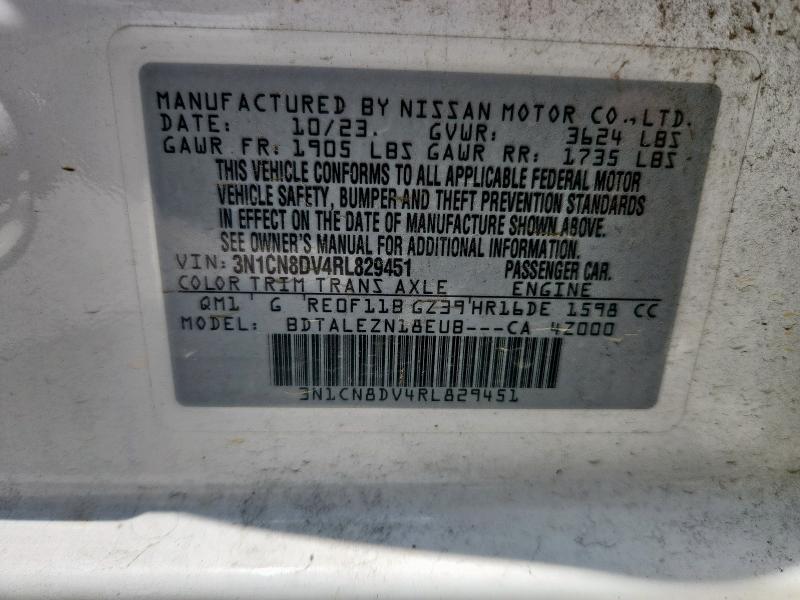 MANUFACTURED BY NISSAN MOTOR CO.,LTD.
DATE: 10/23. GVWR: 3624 LBS
GAWR FR: 1905 LBS GAWR RR: 1735 LBS
THIS VEHICLE CONFORMS TO ALL APPLICABLE FEDERAL MOTOR
VEHICLE SAFETY, BUMPER AND THEFT PREVENTION STANDARDS
IN EFFECT ON THE DATE OF MANUFACTURE SHOWN ABOVE.
SEE OWNER'S MANUAL FOR ADDITIONAL INFORMATION.
VIN: 3N1CN8DV4RL829451 PASSENGER CAR.
COLOR TRIM TRANS AXLE ENGINE
QM1 G RE0F11B GZ39 HR16DE 1598 CC
MODEL: BDTALEZN18EUB---CA 4Z000
3N1CN8DV4RL829451